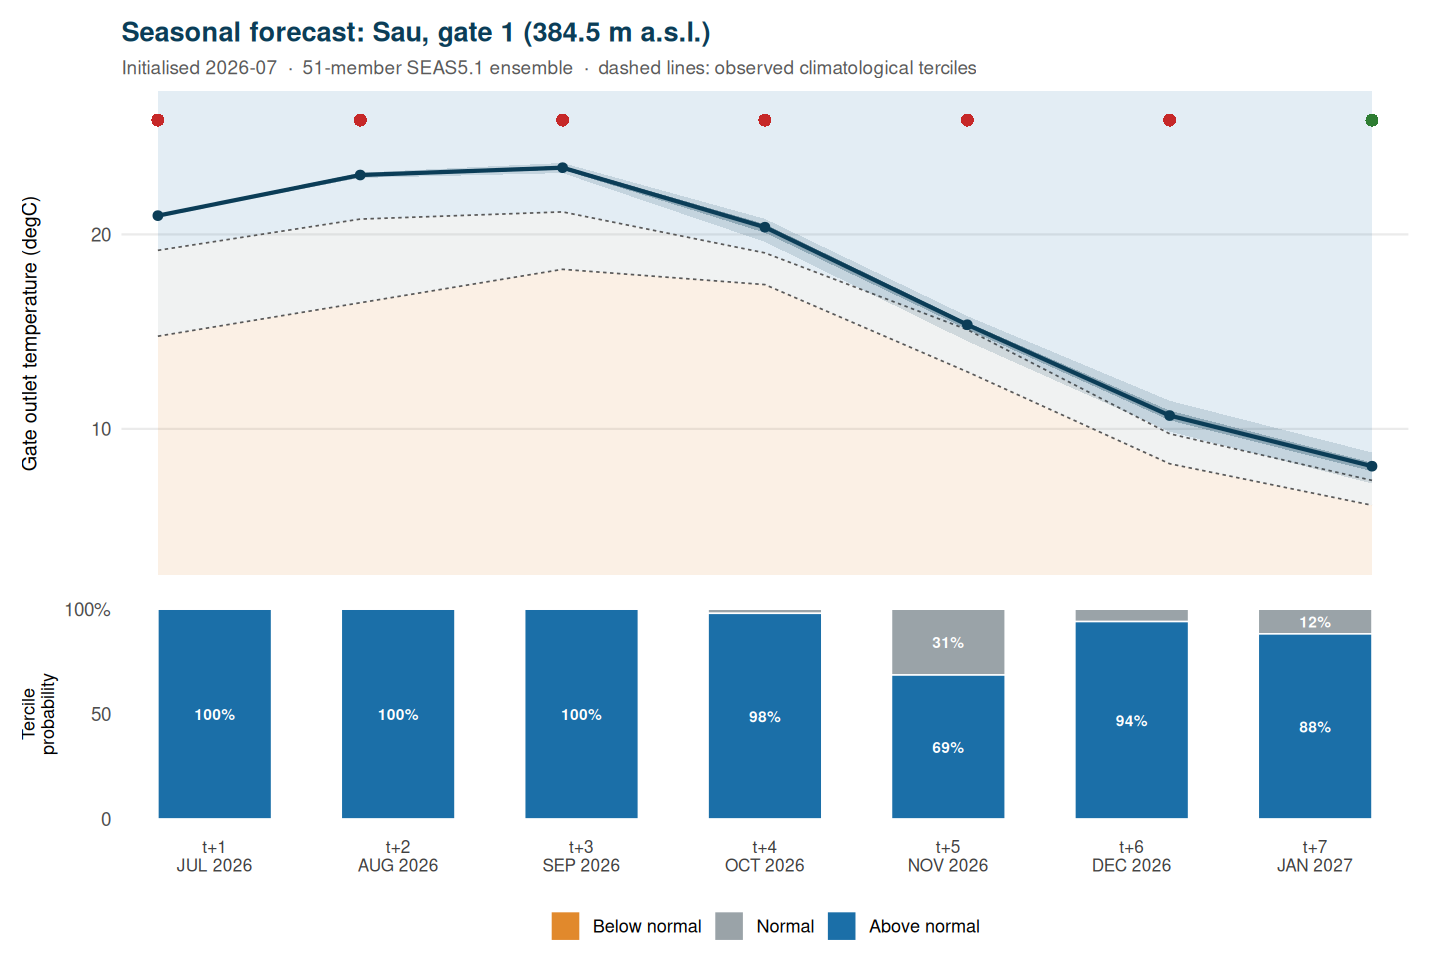 Seasonal forecast: Sau, gate 1 (384.5 m a.s.l.)
Initialised 2026-07 · 51-member SEAS5.1 ensemble · dashed lines: observed climatological terciles
Gate outlet temperature (degC)
20
10
Tercile
probability
100%
50
0
100%
100%
100%
98%
31%
69%
94%
12%
88%
t+1
JUL 2026
t+2
AUG 2026
t+3
SEP 2026
t+4
OCT 2026
t+5
NOV 2026
t+6
DEC 2026
t+7
JAN 2027
Below normal
Normal
Above normal